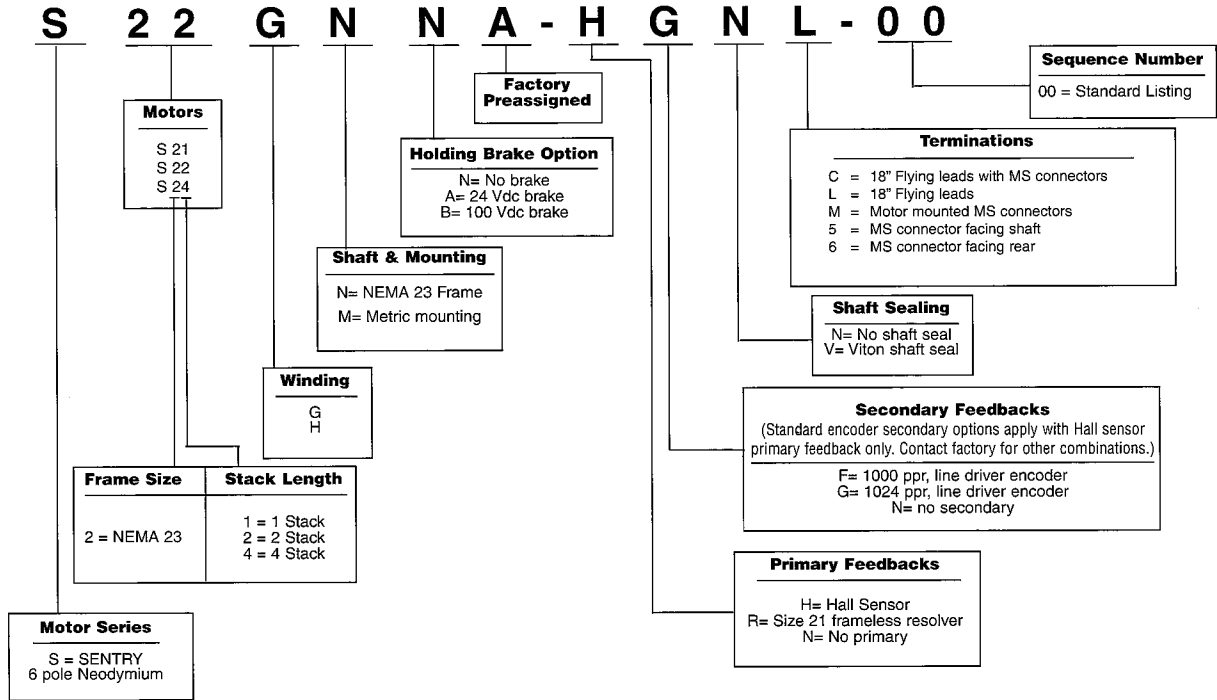 S 2 2 G N N A - H G N L - 0 0
Sequence Number
00 = Standard Listing
Factory
Preassigned
Motors
S 21
S 22
S 24
Terminations
C = 18" Flying leads with MS connectors
L = 18" Flying leads
M = Motor mounted MS connectors
5 = MS connector facing shaft
6 = MS connector facing rear
Holding Brake Option
N= No brake
A= 24 Vdc brake
B= 100 Vdc brake
Shaft & Mounting
N= NEMA 23 Frame
M= Metric mounting
Shaft Sealing
N= No shaft seal
V= Viton shaft seal
Winding
G
H
Secondary Feedbacks
(Standard encoder secondary options apply with Hall sensor
primary feedback only. Contact factory for other combinations.)
F= 1000 ppr, line driver encoder
G= 1024 ppr, line driver encoder
N= no secondary
Frame Size
2 = NEMA 23
Stack Length
1 = 1 Stack
2 = 2 Stack
4 = 4 Stack
Primary Feedbacks
H= Hall Sensor
R= Size 21 frameless resolver
N= No primary
Motor Series
S = SENTRY
6 pole Neodymium